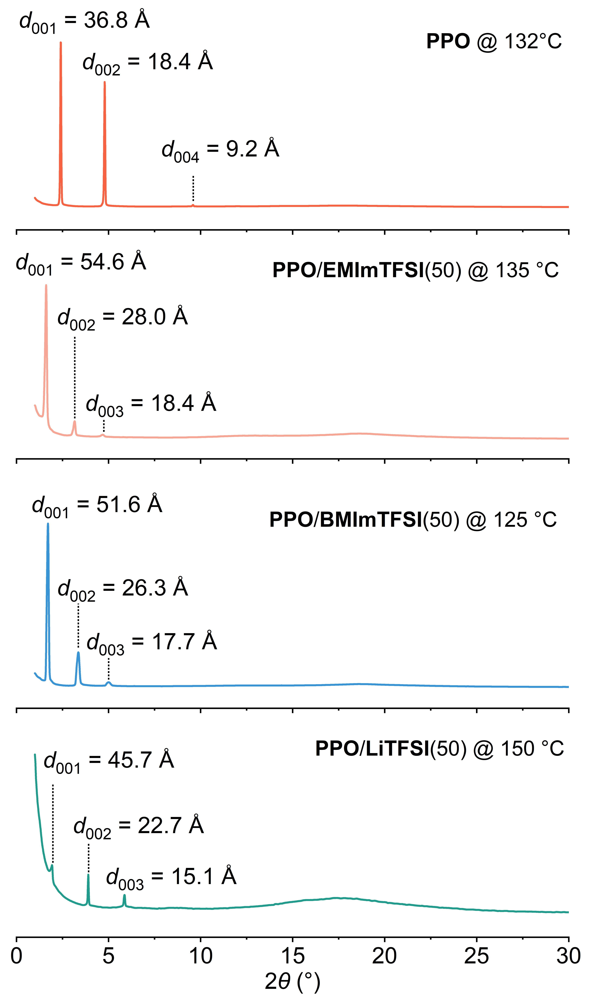 d001 = 36.8 Å
PPO @ 132°C
d002 = 18.4 Å
d004 = 9.2 Å
d001 = 54.6 Å
PPO/EMImTFSI(50) @ 135 °C
d002 = 28.0 Å
d003 = 18.4 Å
d001 = 51.6 Å
PPO/BMImTFSI(50) @ 125 °C
d002 = 26.3 Å
d003 = 17.7 Å
PPO/LiTFSI(50) @ 150 °C
d001 = 45.7 Å
d002 = 22.7 Å
d003 = 15.1 Å
0 5 10 15 20 25 30
2θ (°)